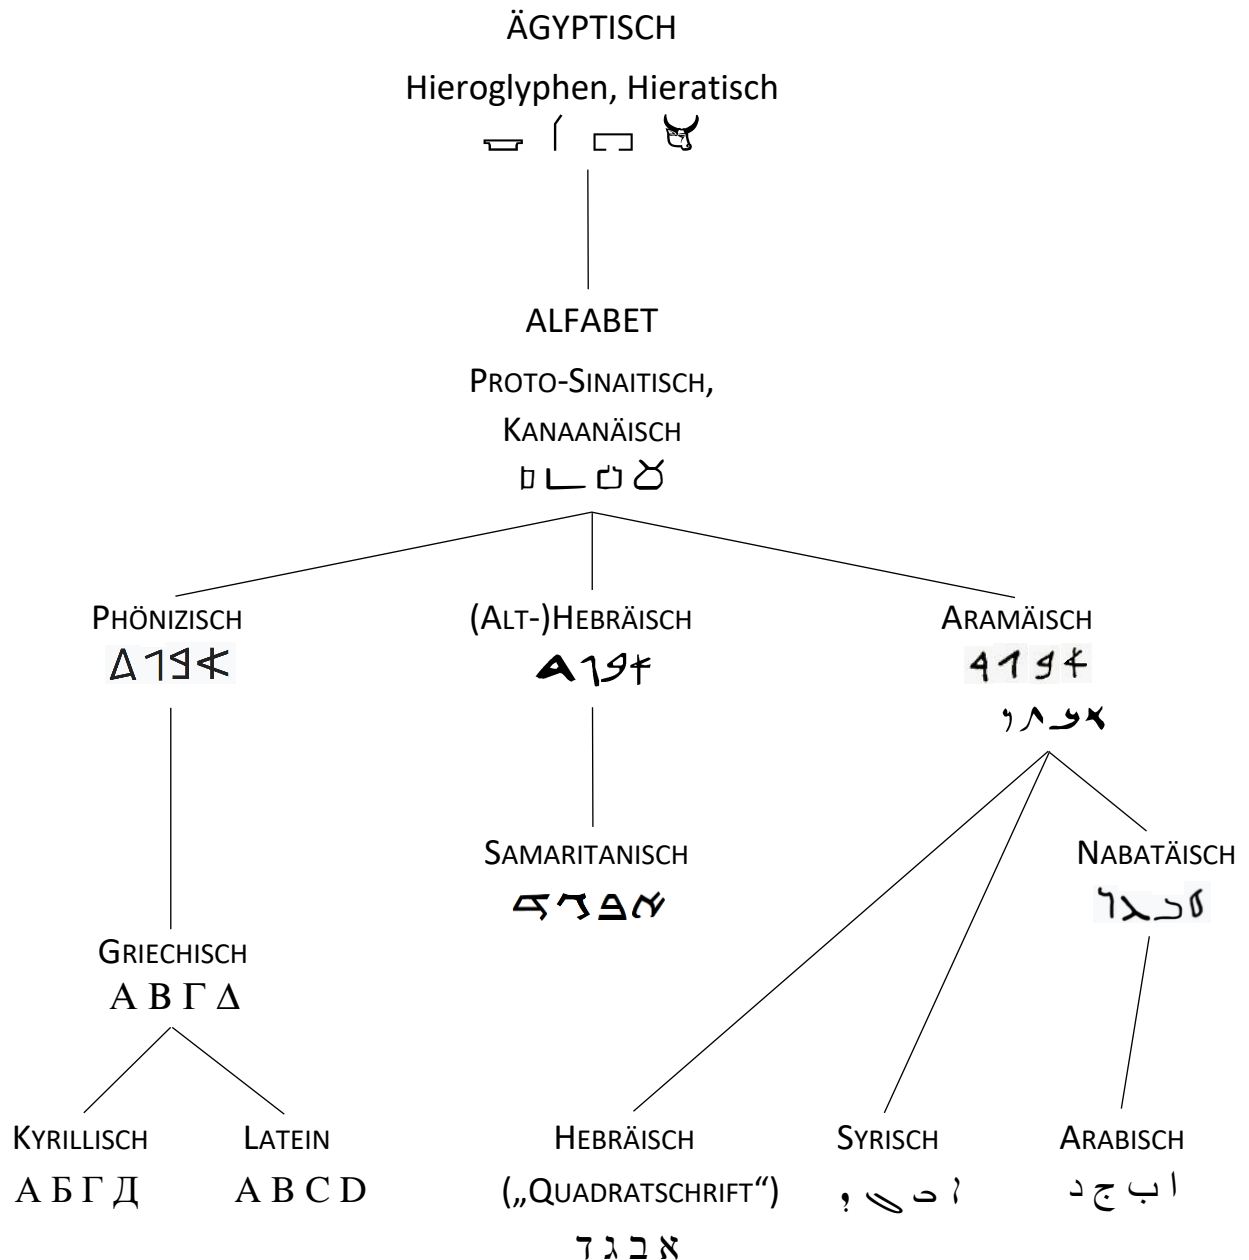 ÄGYPTISCH
Hieroglyphen, Hieratisch
ALFABET
PROTO-SINAITISCH,
KANAANÄISCH
PHÖNIZISCH
(ALT-)HEBRÄISCH
ARAMÄISCH
SAMARITANISCH
NABATÄISCH
GRIECHISCH
Α Β Γ Δ
KYRILLISCH
А Б Г Д
LATEIN
A B C D
HEBRÄISCH
(„QUADRATSCHRIFT“)
א ב ג ד
SYRISCH
ARABISCH
ا ب ج د